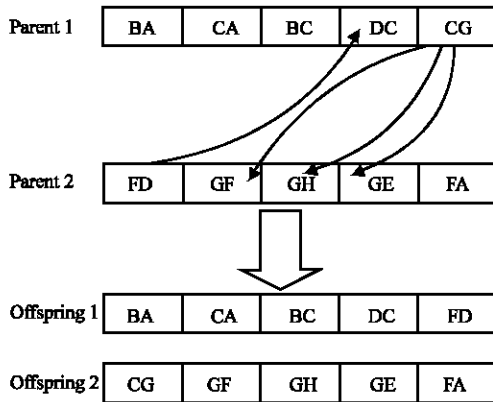 Parent 1 BA CA BC DC CG
Parent 2 FD GF GH GE FA
Offspring 1 BA CA BC DC FD
Offspring 2 CG GF GH GE FA